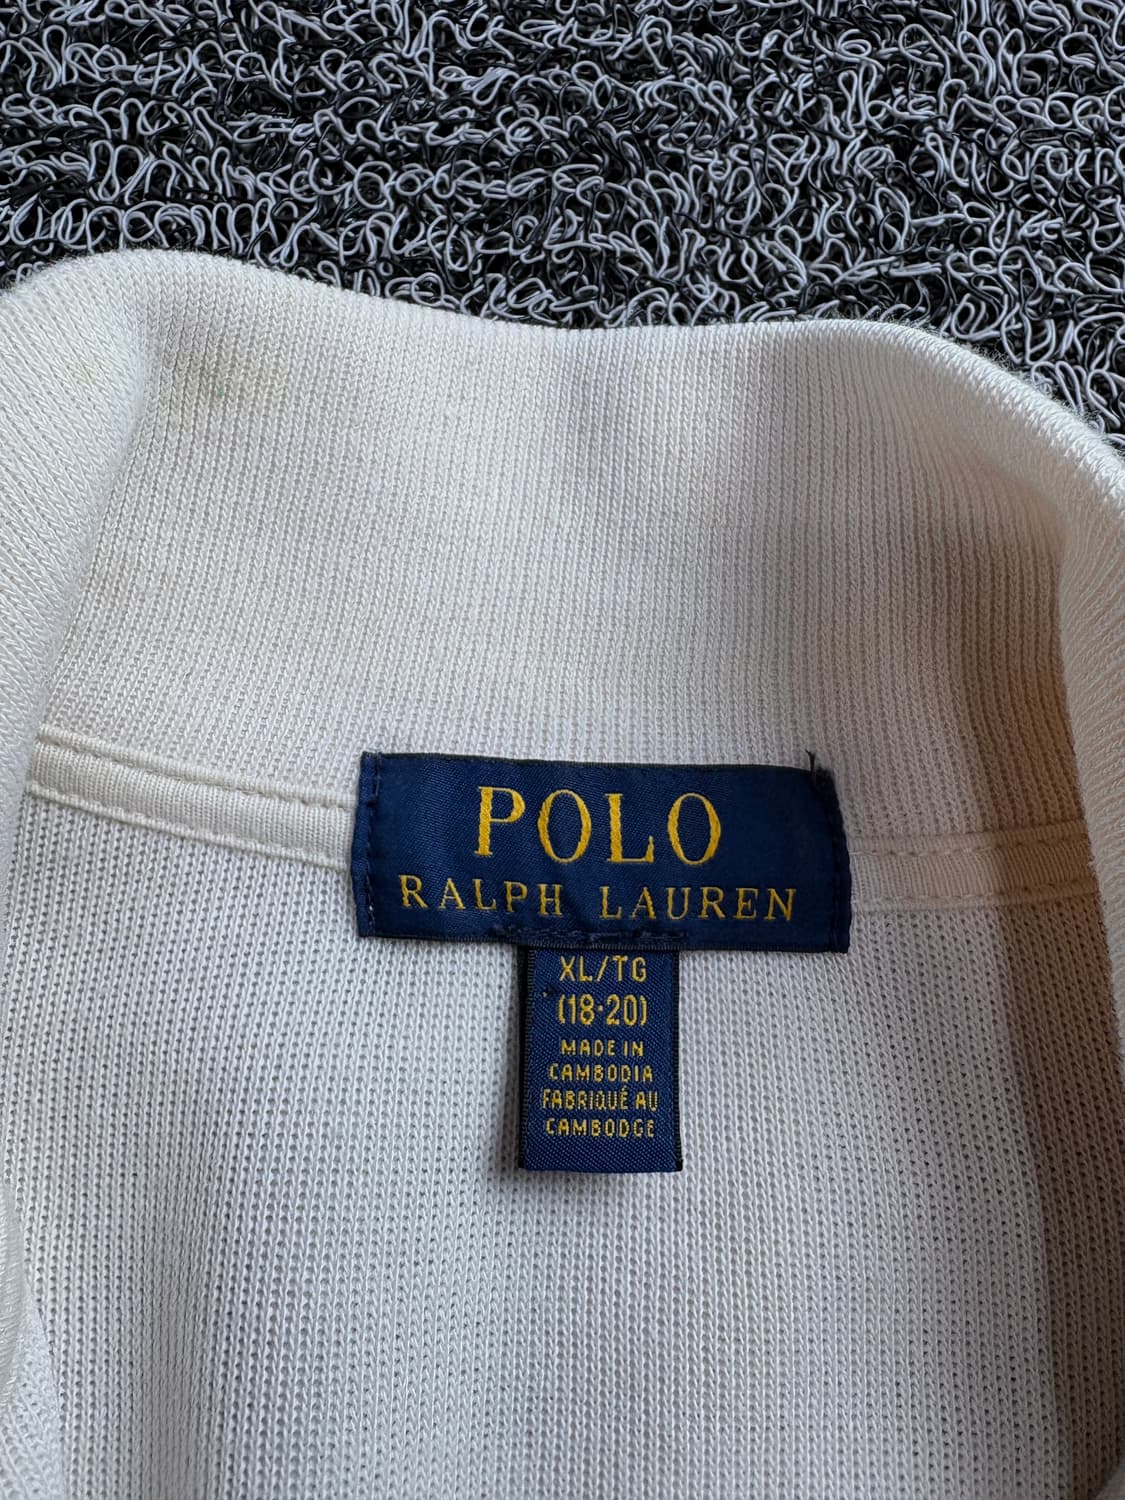 POLO
RALPH LAUREN
XL/TG
(18-20)
MADE IN
CAMBODIA
FABRIQUÉ AU
CAMBODGE